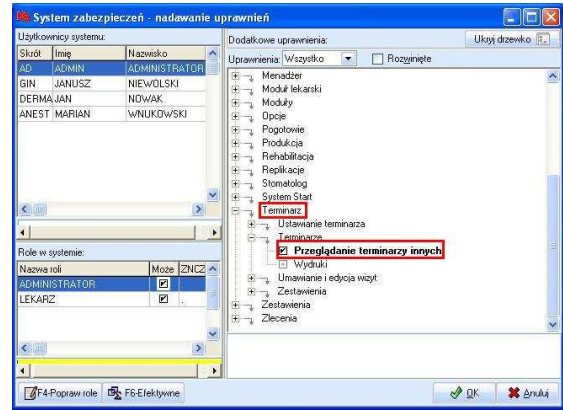 System zabezpieczeń - nadawanie uprawnień
Użytkownicy systemu:
Skrót Imię Nazwisko
AD ADMIN ADMINISTRATOR
GIN JANUSZ NIEWOLSKI
DERMA JAN NOWAK
ANEST MARIAN WNUKOWSKI
Role w systemie:
Nazwa roli Może ZNCZ
ADMINISTRATOR .
LEKARZ .
F4-Popraw role F6-Efektywne
Dodatkowe uprawnienia: Ukryj drzewko
Uprawnienia: Wszystko Rozwinięte
Menadżer
Moduł lekarski
Moduły
Opcje
Pogotowie
Produkcja
Rehabilitacja
Replikacje
Stomatolog
System Start
Terminarz
Ustawianie terminarza
Terminarze
Przeglądanie terminarzy innych
Wydruki
Umawianie i edycja wizyt
Zestawienia
Zestawienia
Zlecenia
OK Anuluj